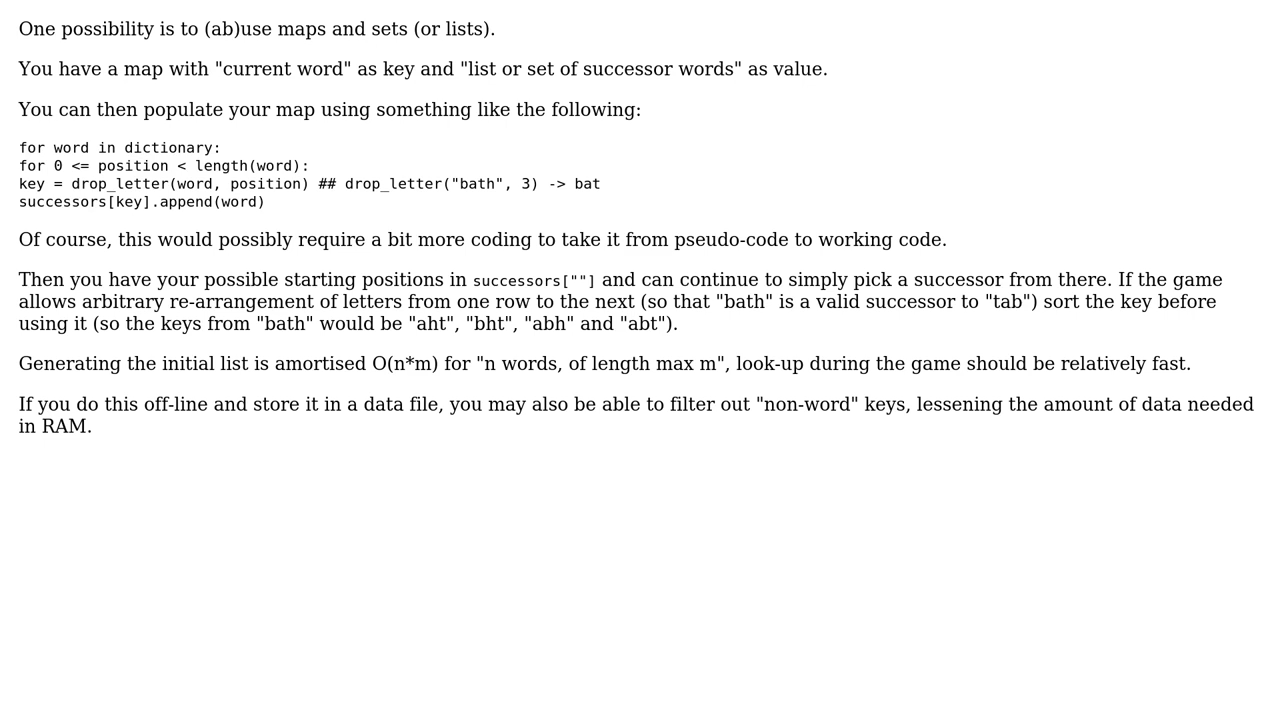 One possibility is to (ab)use maps and sets (or lists).
You have a map with "current word" as key and "list or set of successor words" as value.
You can then populate your map using something like the following:
for word in dictionary:
for 0 <= position < length(word):
key = drop_letter(word, position) ## drop_letter("bath", 3) -> bat
successors[key].append(word)
Of course, this would possibly require a bit more coding to take it from pseudo-code to working code.
Then you have your possible starting positions in successors[""] and can continue to simply pick a successor from there. If the game
allows arbitrary re-arrangement of letters from one row to the next (so that "bath" is a valid successor to "tab") sort the key before
using it (so the keys from "bath" would be "aht", "bht", "abh" and "abt").
Generating the initial list is amortised O(n*m) for "n words, of length max m", look-up during the game should be relatively fast.
If you do this off-line and store it in a data file, you may also be able to filter out "non-word" keys, lessening the amount of data needed
in RAM.